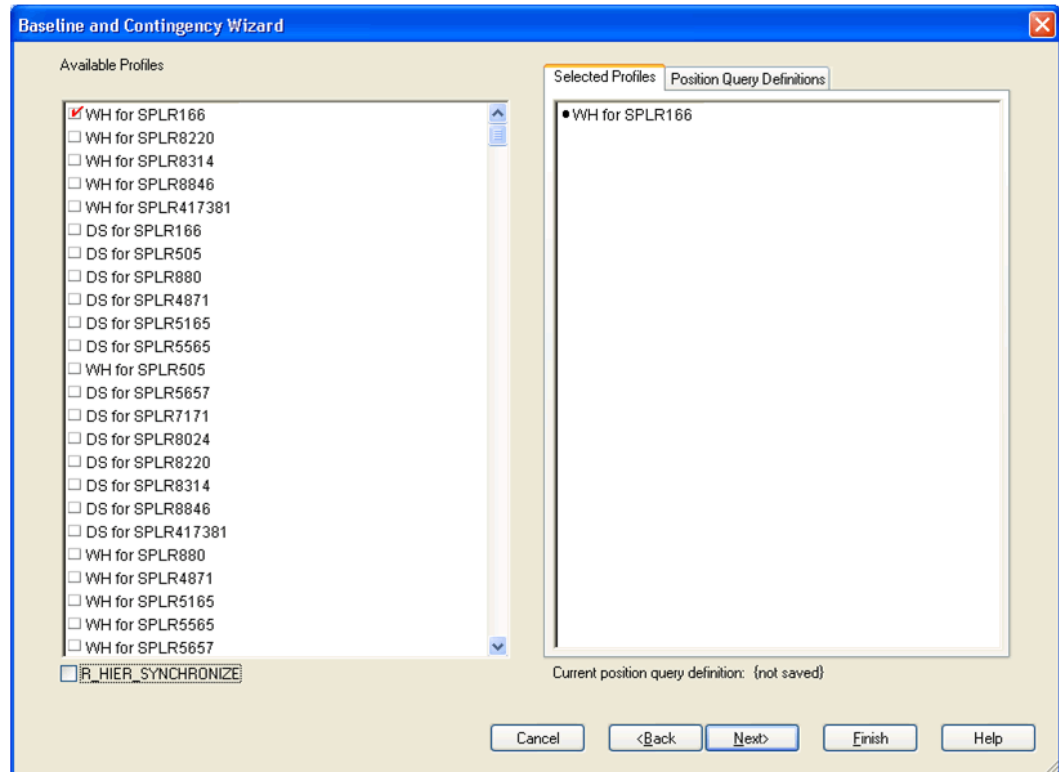 Baseline and Contingency Wizard
Available Profiles
WH for SPLR166
WH for SPLR8220
WH for SPLR8314
WH for SPLR8846
WH for SPLR417381
DS for SPLR166
DS for SPLR505
DS for SPLR880
DS for SPLR4871
DS for SPLR5165
DS for SPLR5565
WH for SPLR505
DS for SPLR5657
DS for SPLR7171
DS for SPLR8024
DS for SPLR8220
DS for SPLR8314
DS for SPLR8846
DS for SPLR417381
WH for SPLR880
WH for SPLR4871
WH for SPLR5165
WH for SPLR5565
WH for SPLR5657
R_HIER_SYNCHRONIZE
Selected Profiles Position Query Definitions
• WH for SPLR166
Current position query definition: {not saved}
Cancel <Back Next> Finish Help